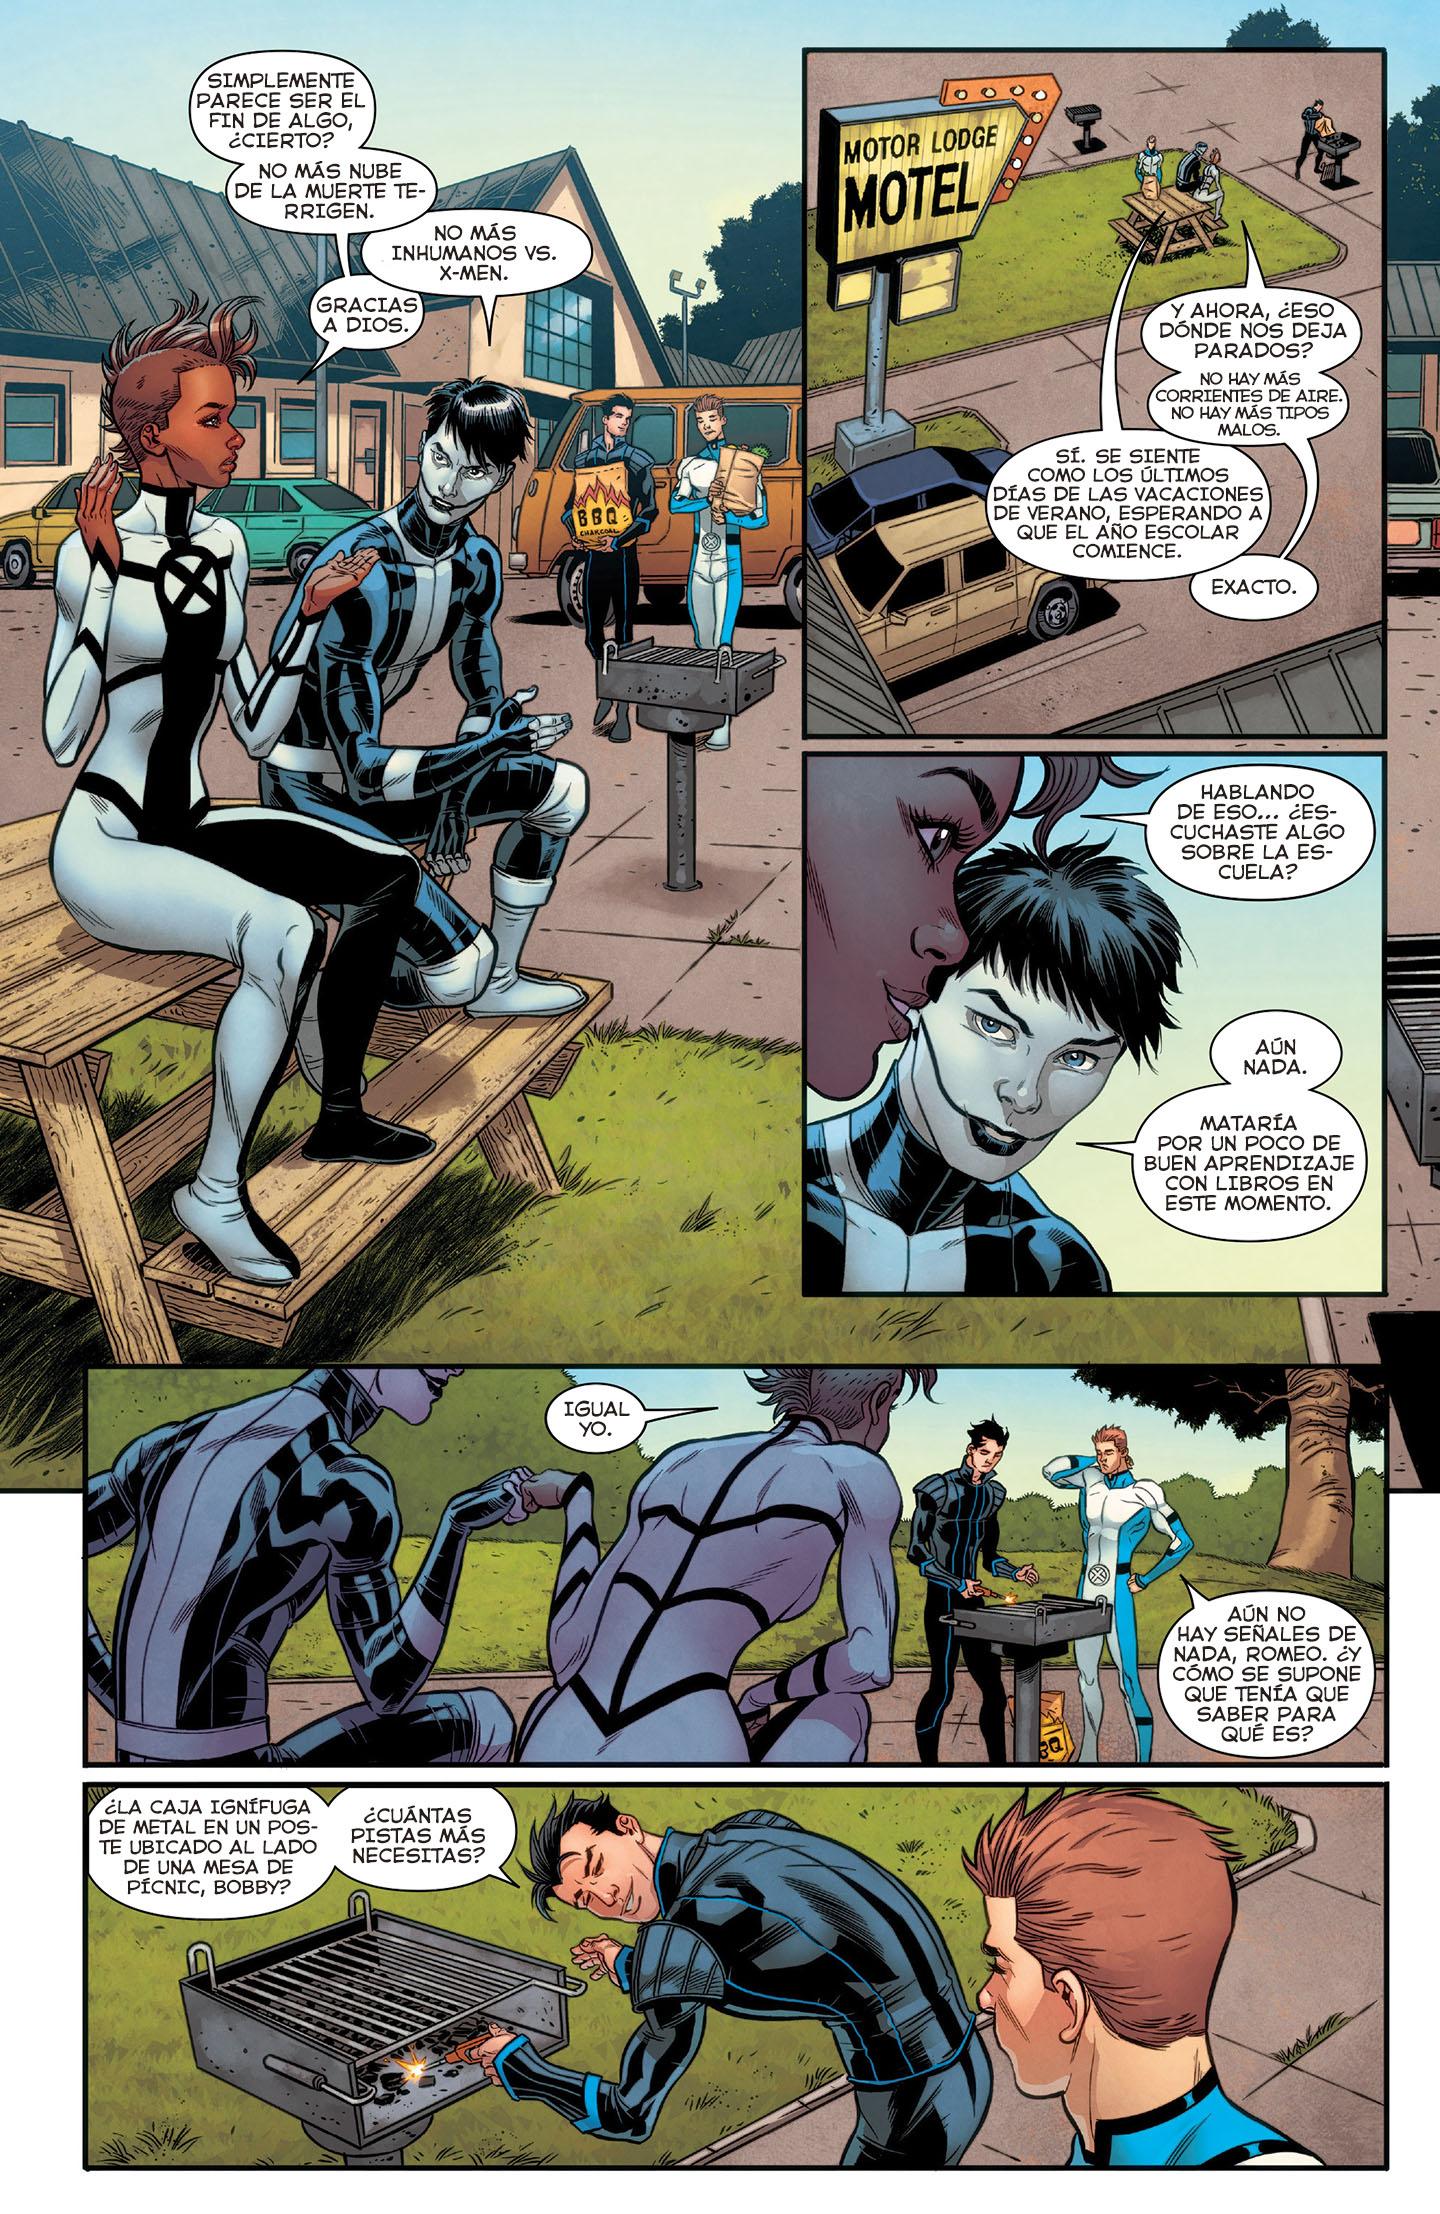 SIMPLEMENTE
PARECE SER EL
FIN DE ALGO,
¿CIERTO?
NO MÁS NUBE
DE LA MUERTE TE-
RRIGEN.
NO MÁS
INHUMANOS VS.
X-MEN.
GRACIAS
A DIOS.
BBQ
CHARCOAL
MOTOR LODGE
MOTEL
Y AHORA, ¿ESO
DÓNDE NOS DEJA
PARADOS?
NO HAY MÁS
CORRIENTES DE AIRE.
NO HAY MÁS TIPOS
MALOS.
SÍ. SE SIENTE
COMO LOS ÚLTIMOS
DÍAS DE LAS VACACIONES
DE VERANO, ESPERANDO A
QUE EL AÑO ESCOLAR
COMIENCE.
EXACTO.
HABLANDO
DE ESO... ¿ES-
CUCHASTE ALGO
SOBRE LA ES-
CUELA?
AÚN
NADA.
MATARÍA
POR UN POCO DE
BUEN APRENDIZAJE
CON LIBROS EN
ESTE MOMENTO.
IGUAL
YO.
AÚN NO
HAY SEÑALES DE
NADA, ROMEO. ¿Y
CÓMO SE SUPONE
QUE TENÍA QUE
SABER PARA
QUÉ ES?
BQ
¿LA CAJA IGNÍFUGA
DE METAL EN UN POS-
TE UBICADO AL LADO
DE UNA MESA DE
PÍCNIC, BOBBY?
¿CUÁNTAS
PISTAS MÁS
NECESITAS?